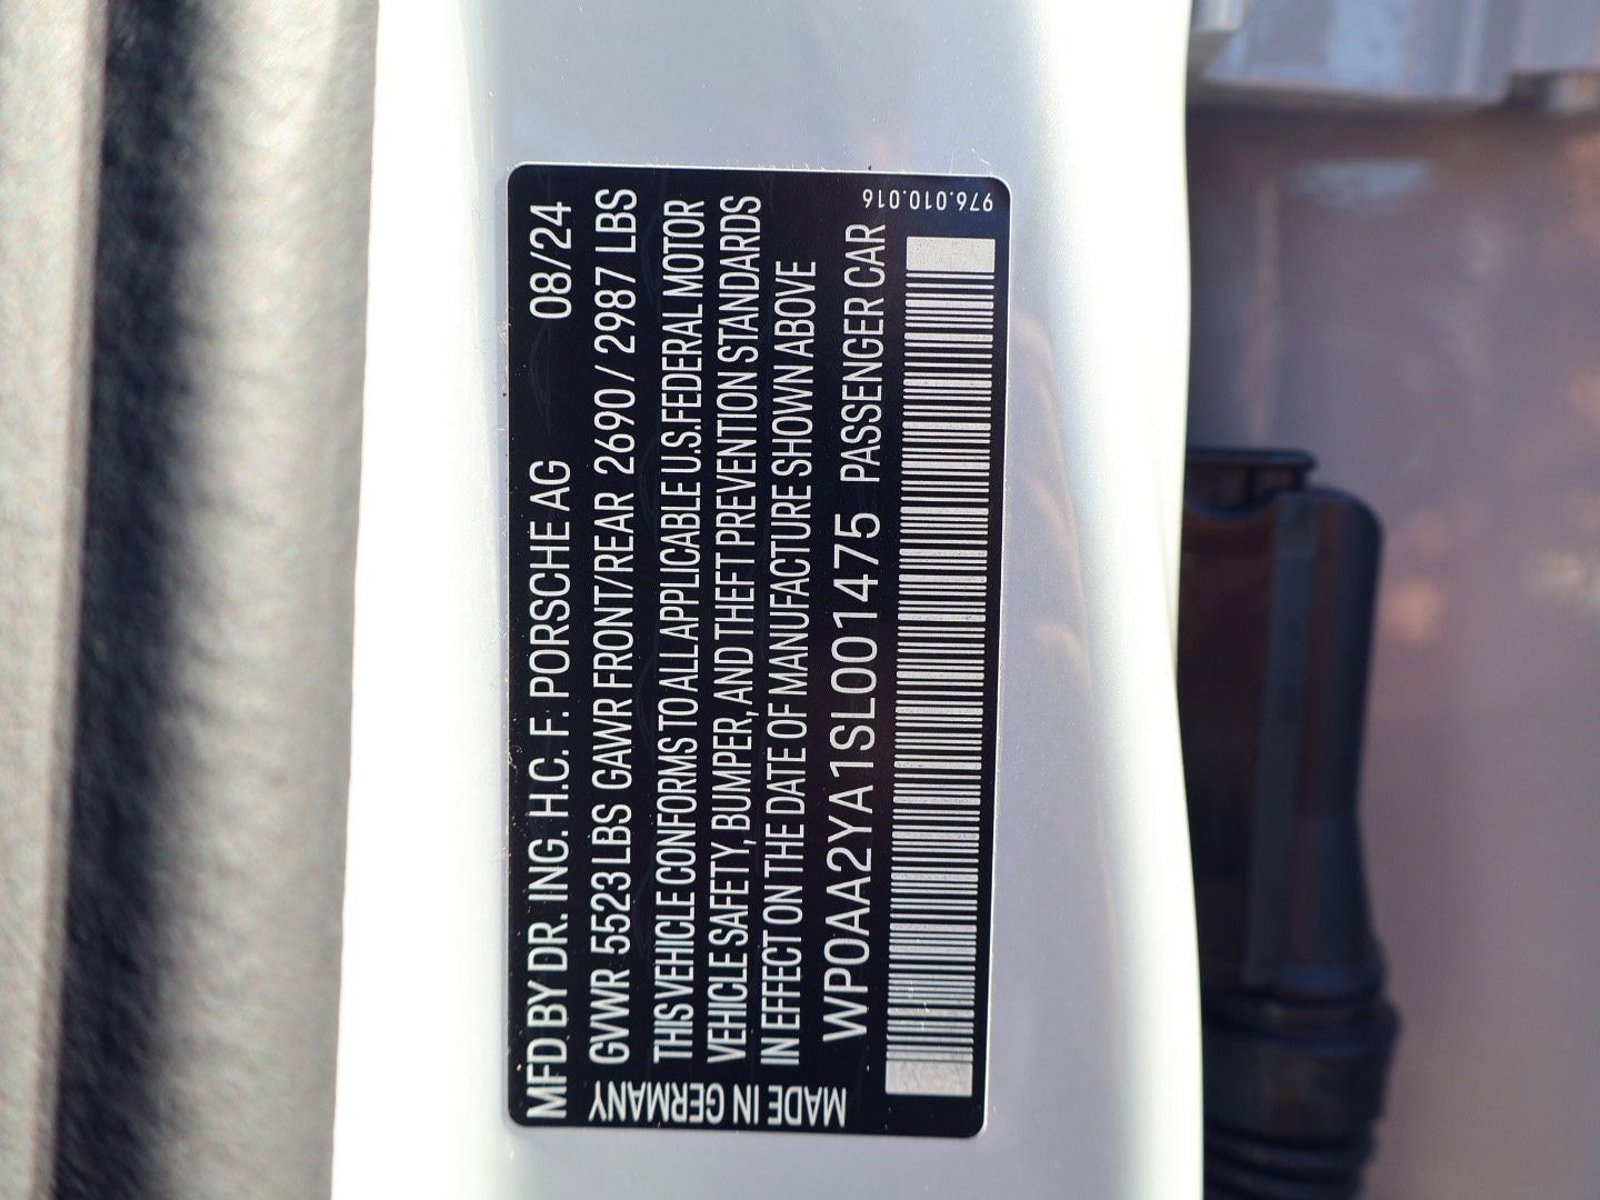 MFD BY DR. ING. H.C. F. PORSCHE AG 08/24
GVWR 5523 LBS GAWR FRONT/REAR 2690 / 2987 LBS
THIS VEHICLE CONFORMS TO ALL APPLICABLE U.S. FEDERAL MOTOR
VEHICLE SAFETY, BUMPER, AND THEFT PREVENTION STANDARDS
IN EFFECT ON THE DATE OF MANUFACTURE SHOWN ABOVE
WP0AA2YA1SL001475 PASSENGER CAR
MADE IN GERMANY
976.010.016